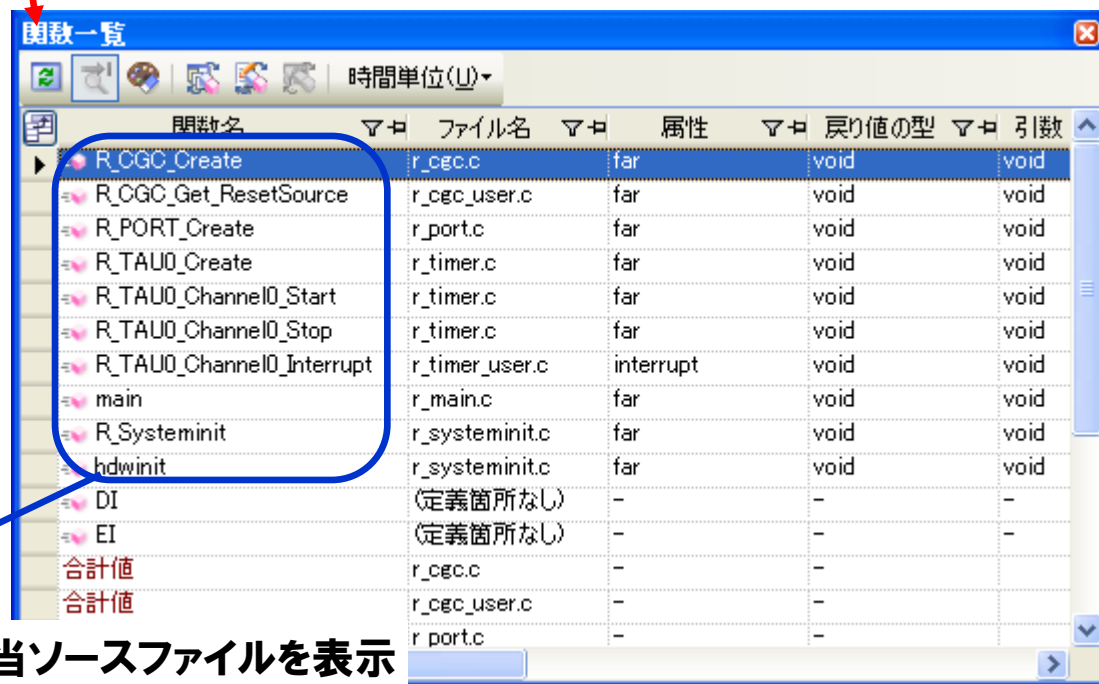 関数一覧
時間単位(U)
関数名 ファイル名 属性 戻り値の型 引数
R_CGC_Create r_cgc.c far void void
R_CGC_Get_ResetSource r_cgc_user.c far void void
R_PORT_Create r_port.c far void void
R_TAU0_Create r_timer.c far void void
R_TAU0_Channel0_Start r_timer.c far void void
R_TAU0_Channel0_Stop r_timer.c far void void
R_TAU0_Channel0_Interrupt r_timer_user.c interrupt void void
main r_main.c far void void
R_Systeminit r_systeminit.c far void void
hdwinit r_systeminit.c far void void
DI (定義箇所なし) - - -
EI (定義箇所なし) - - -
合計値 r_cgc.c - -
合計値 r_cgc_user.c - -
r_port.c - -
当ソースファイルを表示